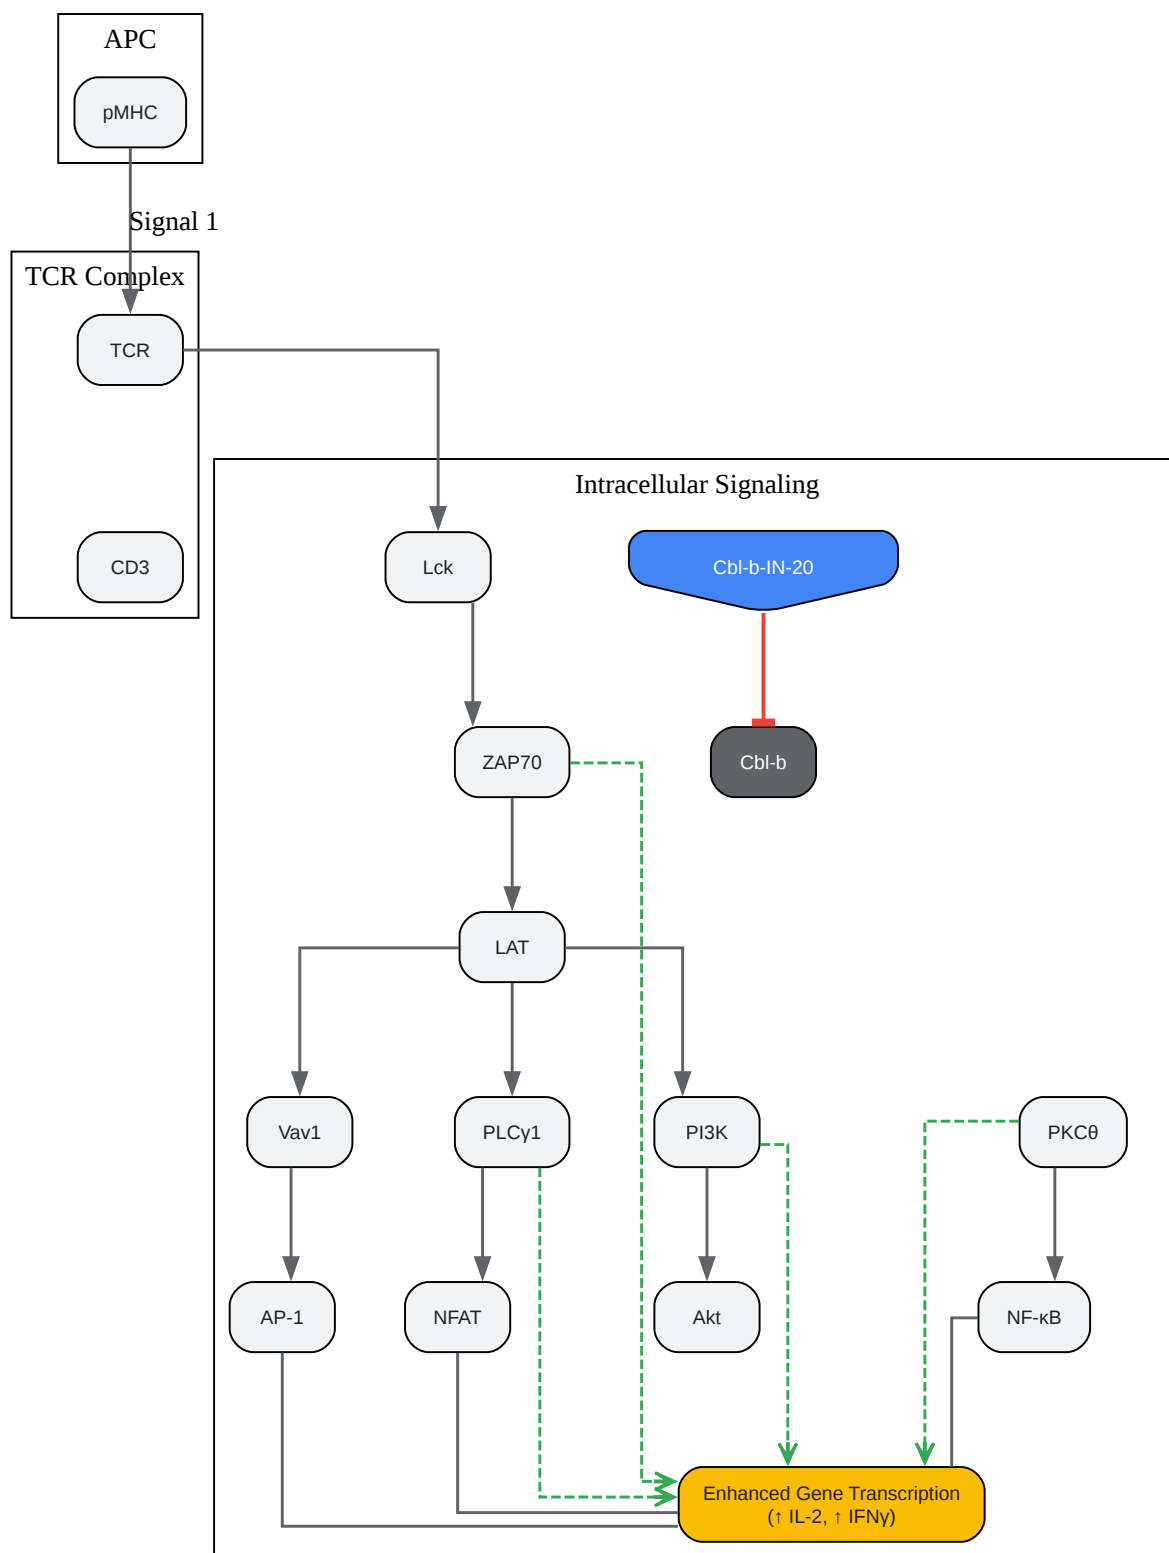 APC
pMHC
Signal 1
TCR Complex
TCR
Intracellular Signaling
CD3
Lck
Cbl-b-IN-20
ZAP70
Cbl-b
LAT
Vav1
PLCγ1
PI3K
PKCθ
AP-1
NFAT
Akt
NF-κB
Enhanced Gene Transcription
(↑ IL-2, ↑ IFNγ)